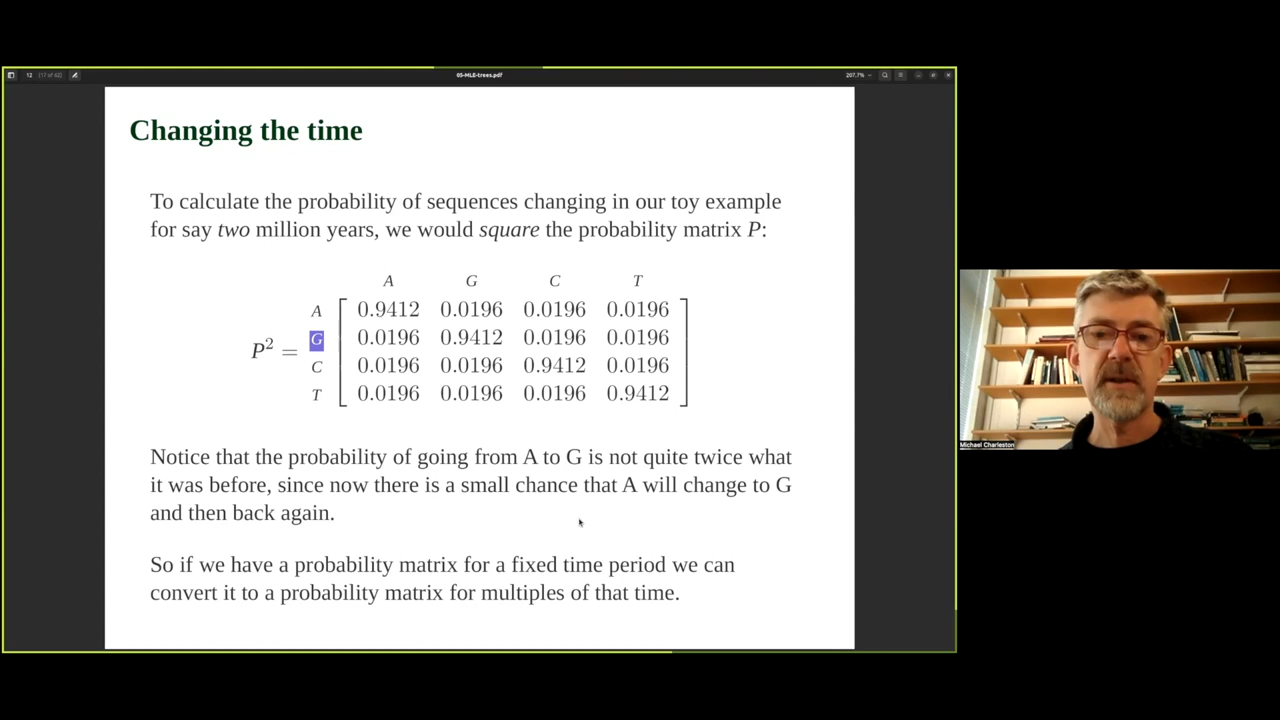 12 (17 of 62)
05-MLE-trees.pdf
207.7%
Changing the time
To calculate the probability of sequences changing in our toy example
for say two million years, we would square the probability matrix P:
A G C T
A 0.9412 0.0196 0.0196 0.0196
P² = G 0.0196 0.9412 0.0196 0.0196
C 0.0196 0.0196 0.9412 0.0196
T 0.0196 0.0196 0.0196 0.9412
Notice that the probability of going from A to G is not quite twice what
it was before, since now there is a small chance that A will change to G
and then back again.
So if we have a probability matrix for a fixed time period we can
convert it to a probability matrix for multiples of that time.
Michael Charleston